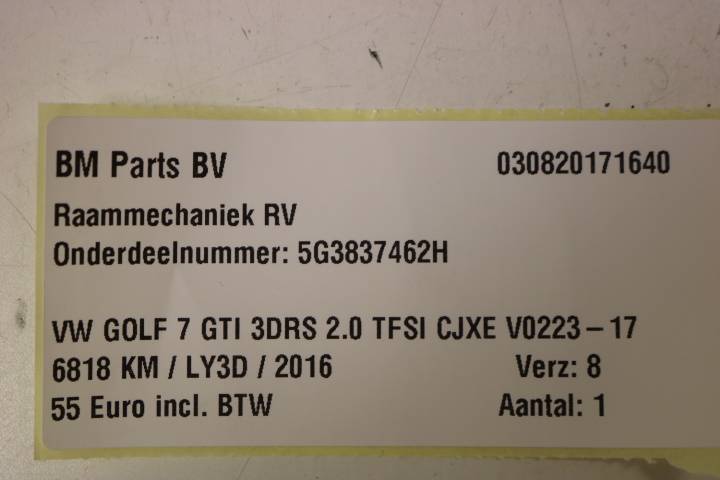 BM Parts BV 030820171640
Raammechaniek RV
Onderdeelnummer: 5G3837462H
VW GOLF 7 GTI 3DRS 2.0 TFSI CJXE V0223-17
6818 KM / LY3D / 2016 Verz: 8
55 Euro incl. BTW Aantal: 1